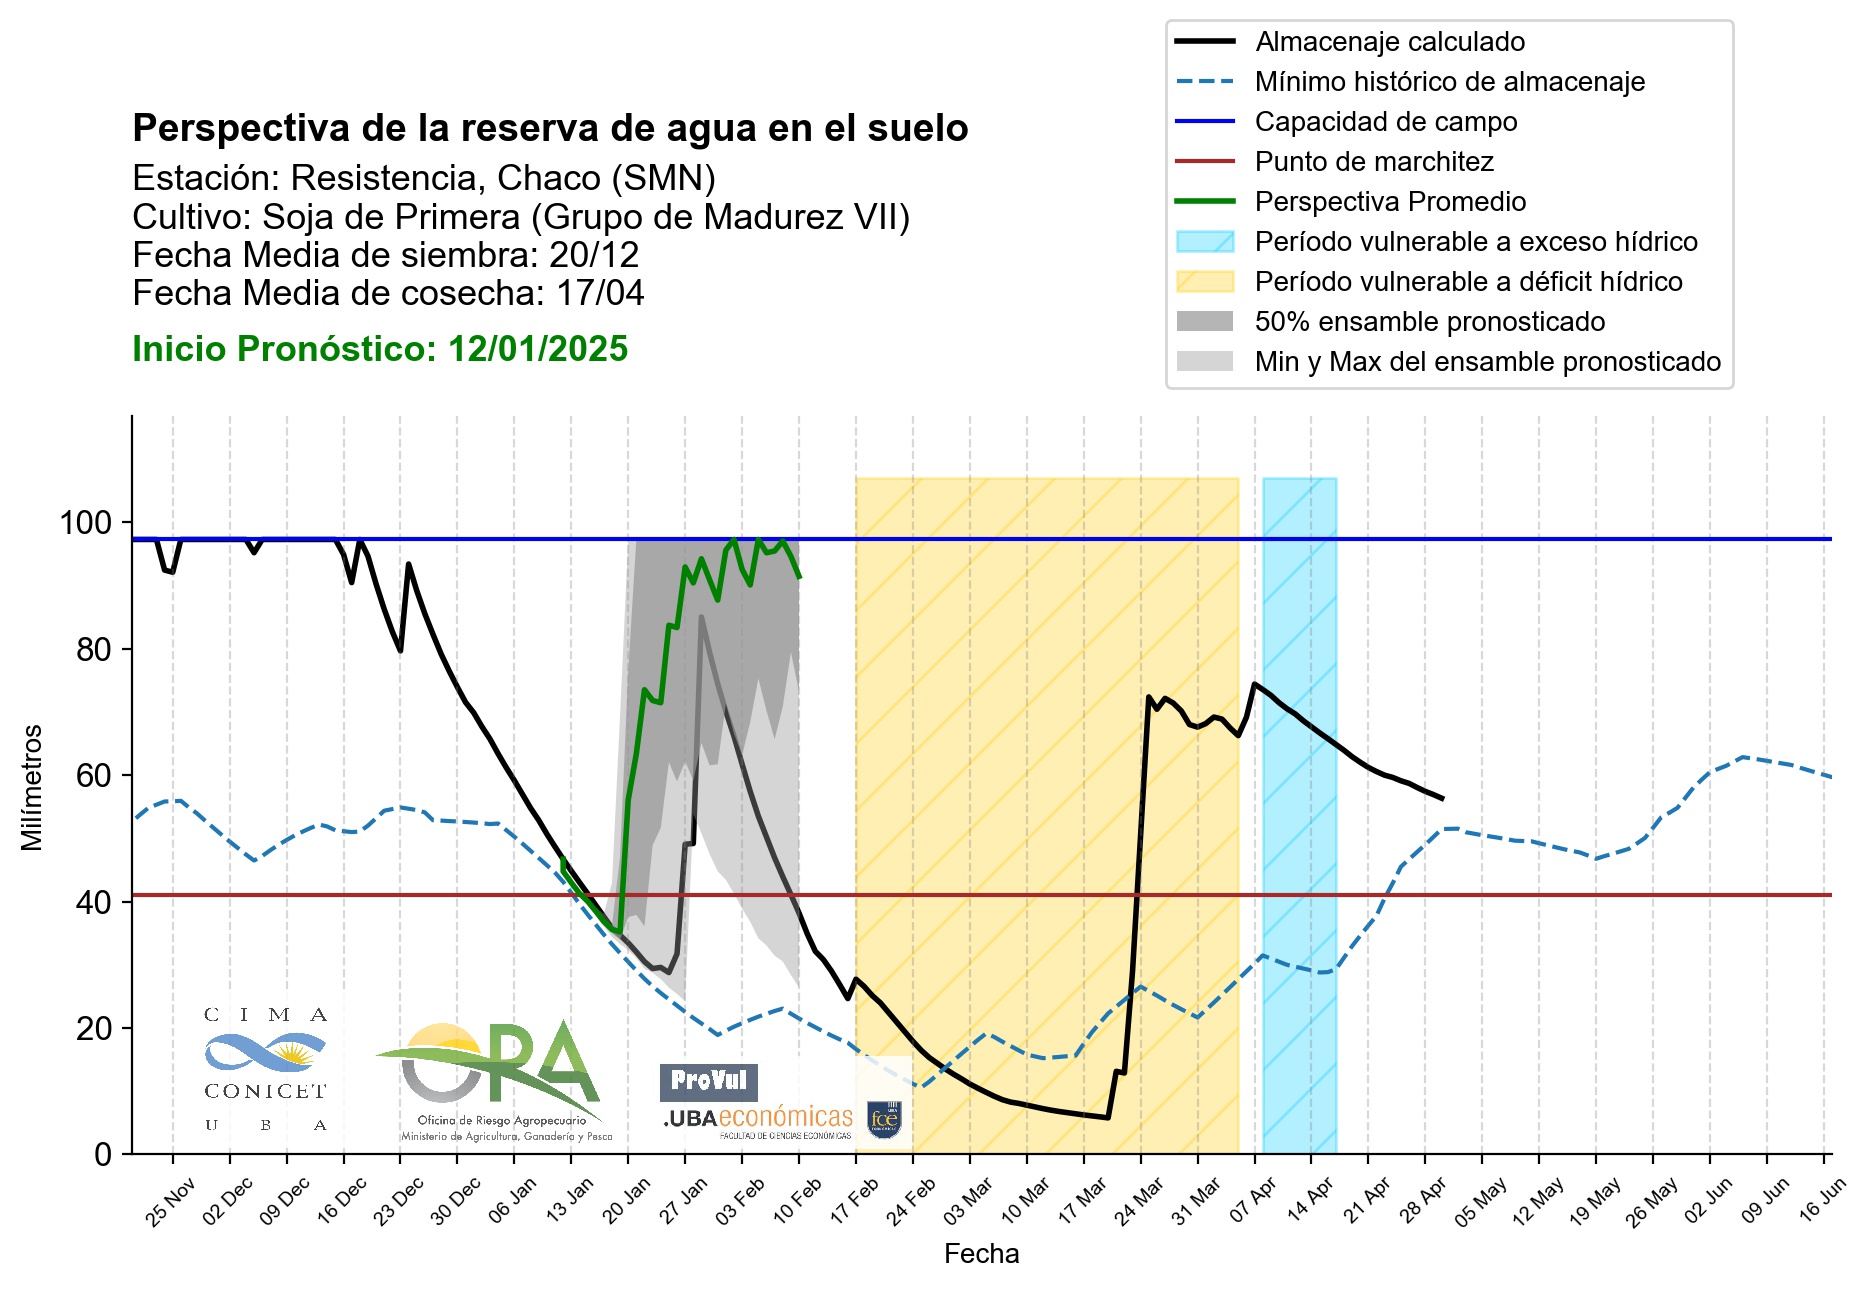 Almacenaje calculado
Mínimo histórico de almacenaje
Capacidad de campo
Punto de marchitez
Perspectiva Promedio
Período vulnerable a exceso hídrico
Período vulnerable a déficit hídrico
50% ensamble pronosticado
Min y Max del ensamble pronosticado
Perspectiva de la reserva de agua en el suelo
Estación: Resistencia, Chaco (SMN)
Cultivo: Soja de Primera (Grupo de Madurez VII)
Fecha Media de siembra: 20/12
Fecha Media de cosecha: 17/04
Inicio Pronóstico: 12/01/2025
100
80
60
40
20
0
Milímetros
CIMA
CONICET
UBA
ORA
Oficina de Riesgo Agropecuario
Ministerio de Agricultura, Ganadería y Pesca
ProVul
.UBAeconómicas
FACULTAD DE CIENCIAS ECONÓMICAS
UBA
fce
ECONÓMICAS
25 Nov
02 Dec
09 Dec
16 Dec
23 Dec
30 Dec
06 Jan
13 Jan
20 Jan
27 Jan
03 Feb
10 Feb
17 Feb
24 Feb
03 Mar
10 Mar
17 Mar
24 Mar
31 Mar
07 Apr
14 Apr
21 Apr
28 Apr
05 May
12 May
19 May
26 May
02 Jun
09 Jun
16 Jun
Fecha